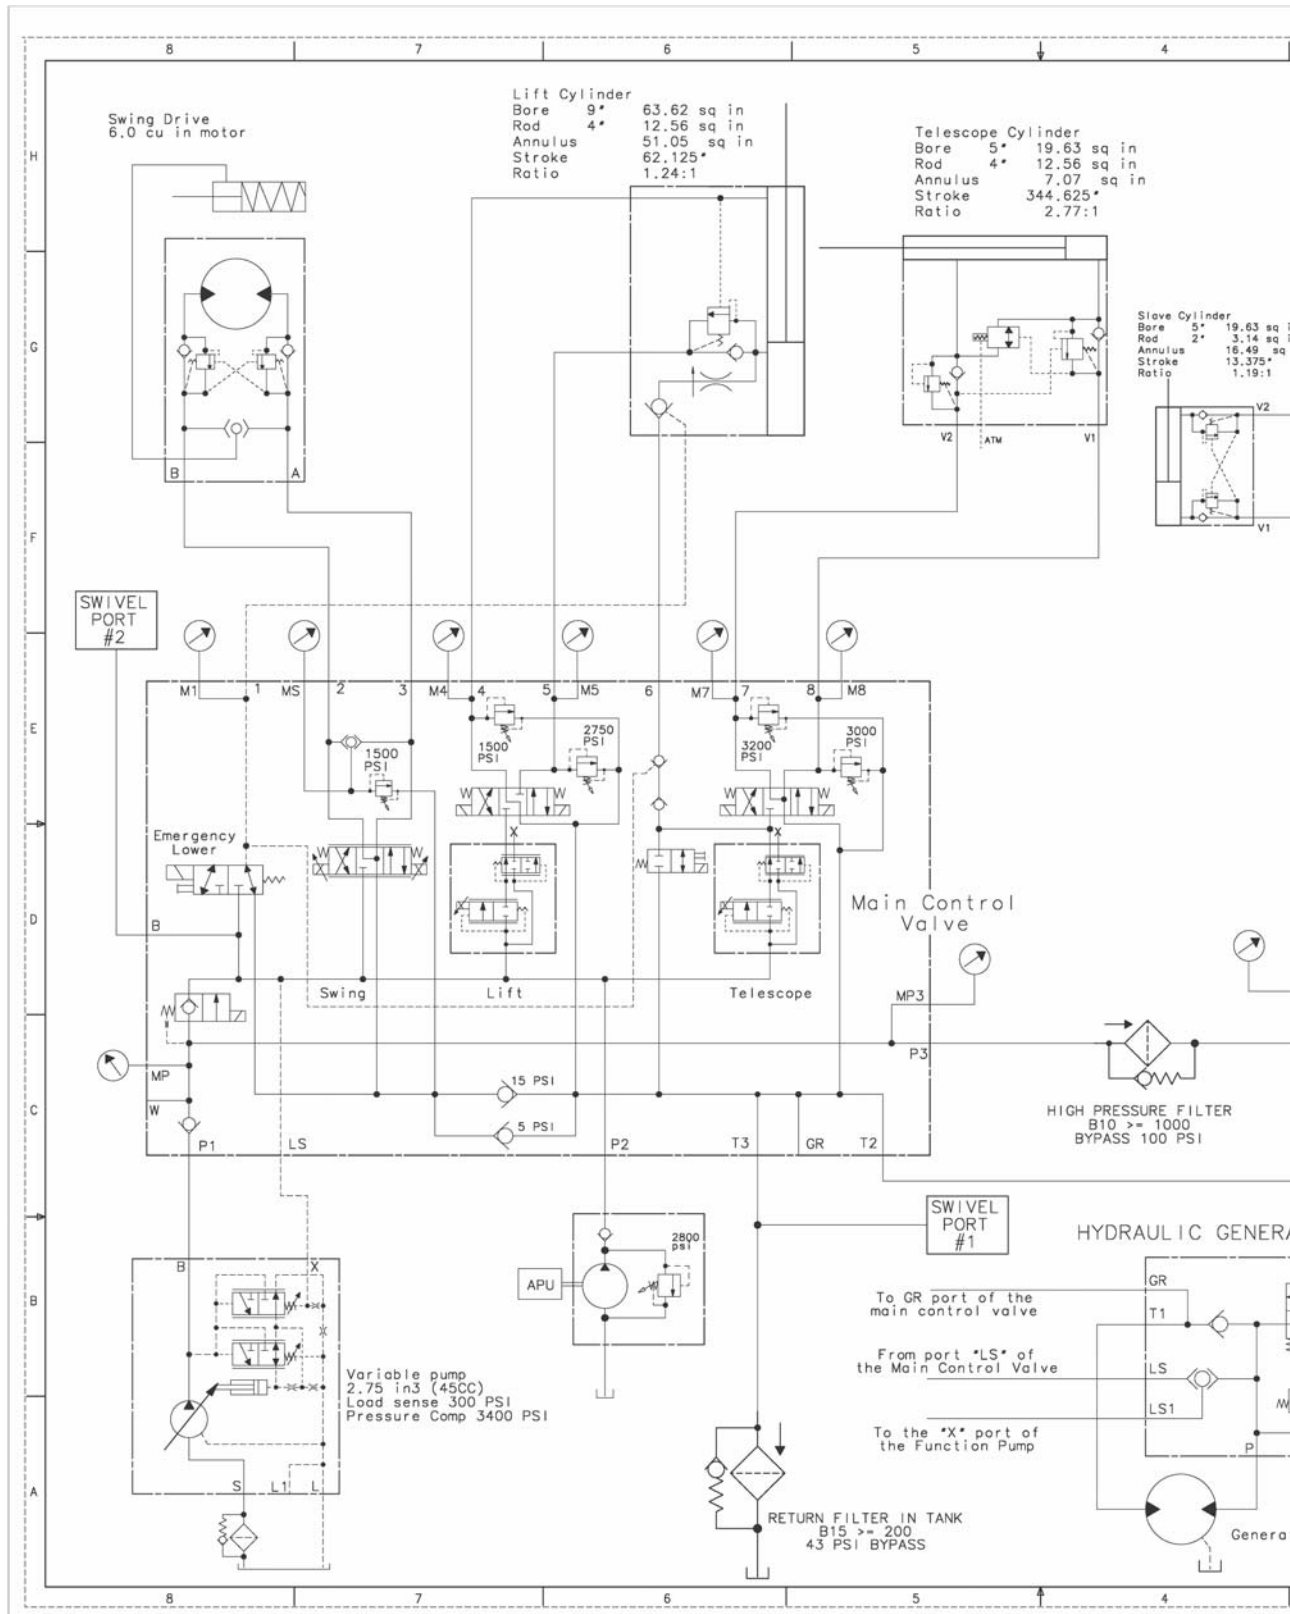 8 7 6 5 4
H
G
F
E
D
C
B
A
Swing Drive
6.0 cu in motor
Lift Cylinder
Bore 9" 63.62 sq in
Rod 4" 12.56 sq in
Annulus 51.05 sq in
Stroke 62.125"
Ratio 1.24:1
Telescope Cylinder
Bore 5" 19.63 sq in
Rod 4" 12.56 sq in
Annulus 7.07 sq in
Stroke 344.625"
Ratio 2.77:1
Slave Cylinder
Bore 5" 19.63 sq
Rod 2" 3.14 sq
Annulus 16.49 sq
Stroke 13.375"
Ratio 1.19:1
V2
V1
B A
V2 ATM V1
SWIVEL
PORT
#2
M1 1 MS 2 3 M4 4 5 M5 6 M7 7 8 M8
1500
PSI
1500
PSI
2750
PSI
3200
PSI
3000
PSI
X X
Emergency
Lower
B
Main Control
Valve
Swing Lift Telescope
MP3
P3
MP
W
15 PSI
5 PSI
P1 LS P2 T3 GR T2
HIGH PRESSURE FILTER
B10 >= 1000
BYPASS 100 PSI
SWIVEL
PORT
#1
HYDRAULIC GENERA
B X
2800
psi
APU
Variable pump
2.75 in3 (45CC)
Load sense 300 PSI
Pressure Comp 3400 PSI
S L1 L
To GR port of the
main control valve
From port "LS" of
the Main Control Valve
To the "X" port of
the Function Pump
GR
T1
LS
LS1
P
Genera
RETURN FILTER IN TANK
B15 >= 200
43 PSI BYPASS
8 7 6 5 4